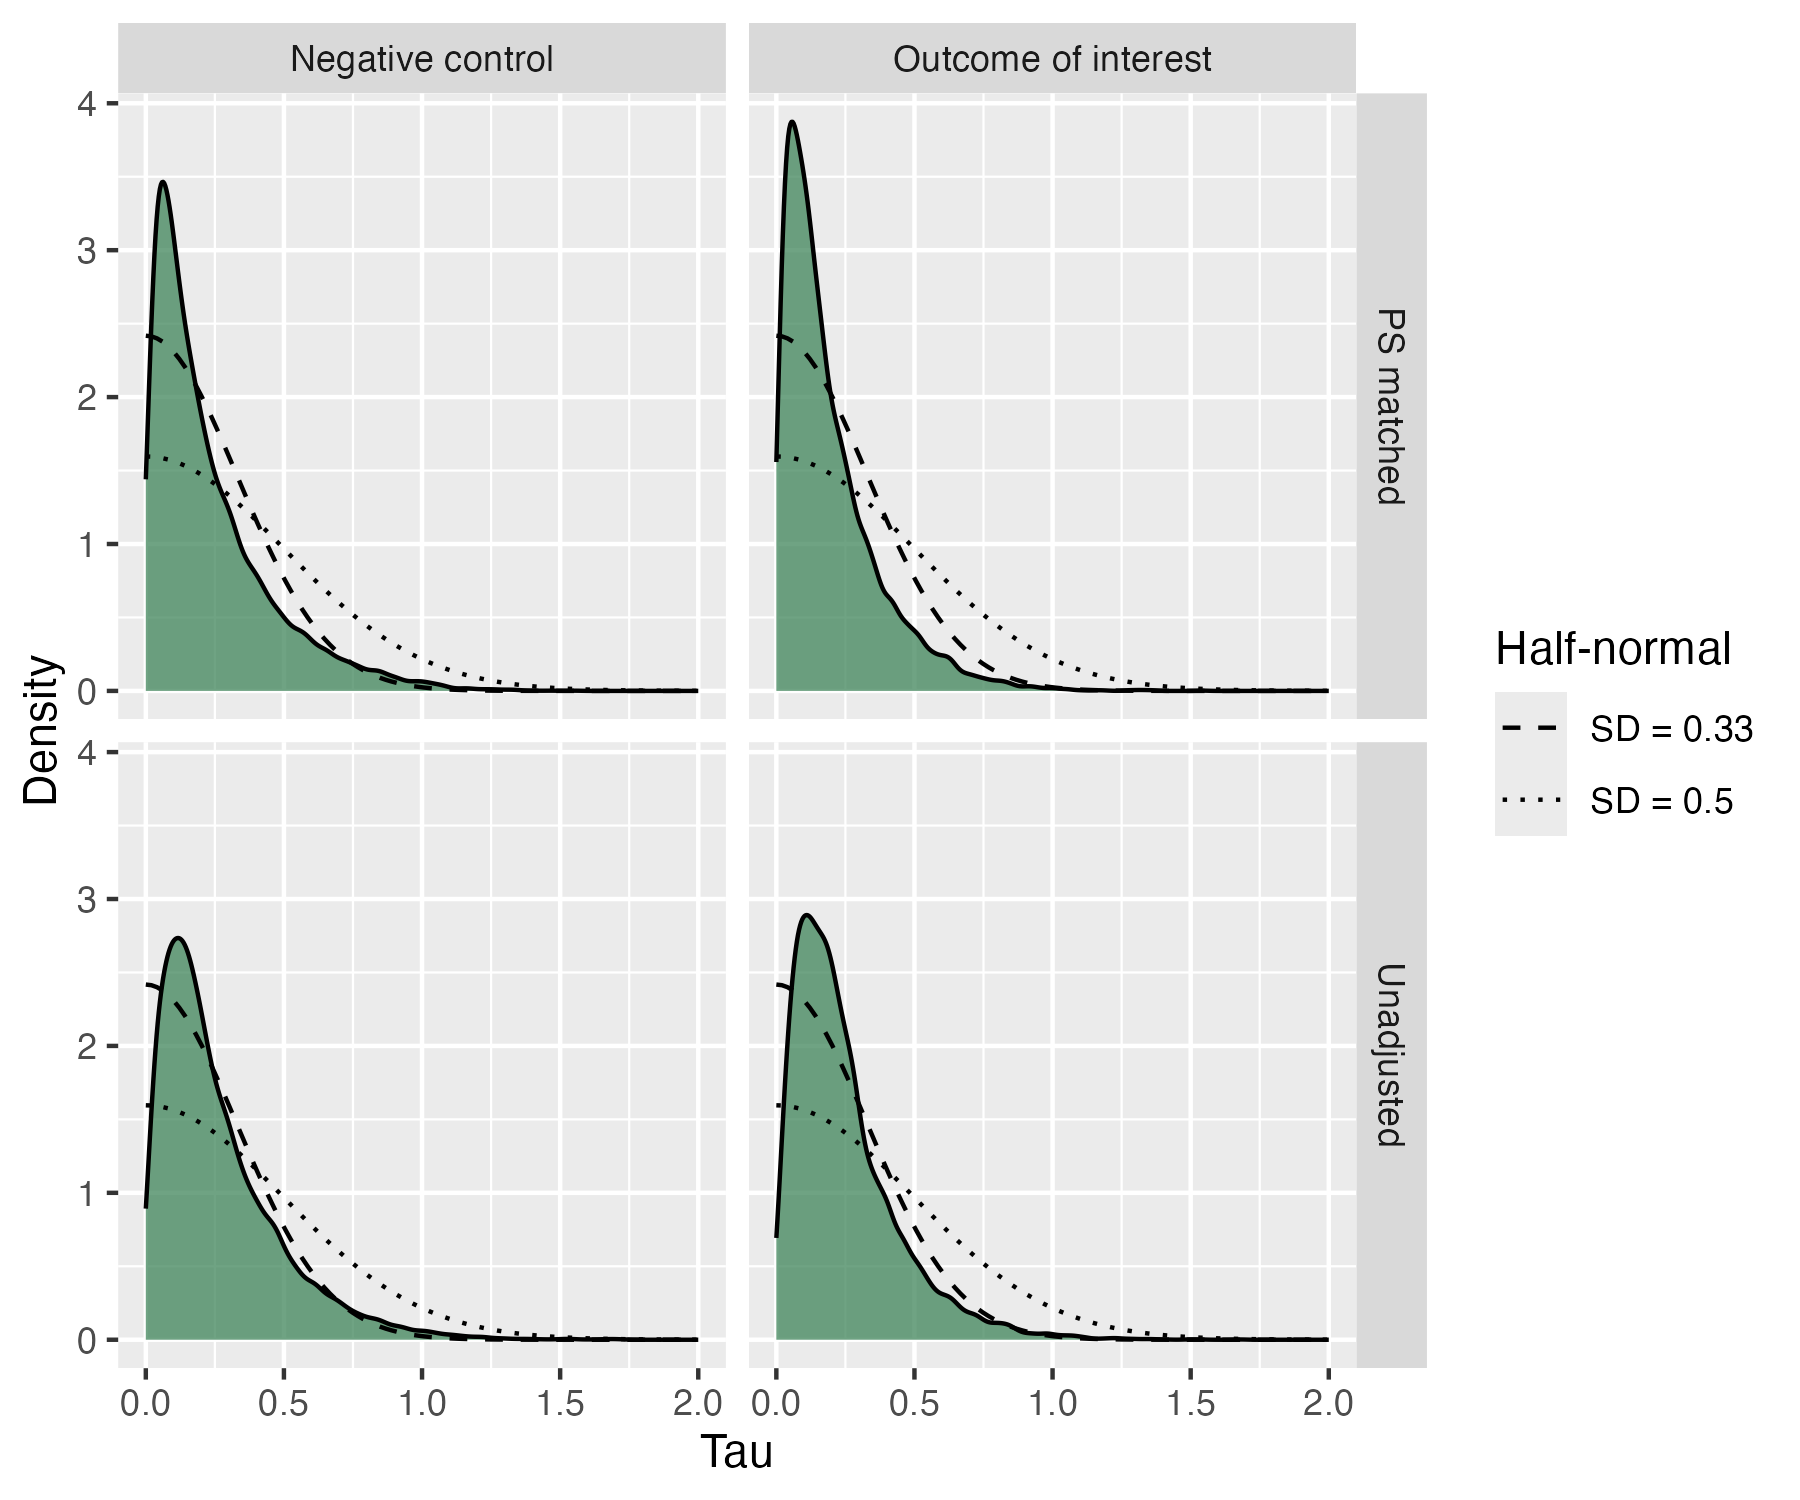 Negative control
Outcome of interest
4
3
2
1
0
PS matched
Density
4
3
2
1
0
Unadjusted
0.0 0.5 1.0 1.5 2.0
0.0 0.5 1.0 1.5 2.0
Tau
Half-normal
SD = 0.33
SD = 0.5